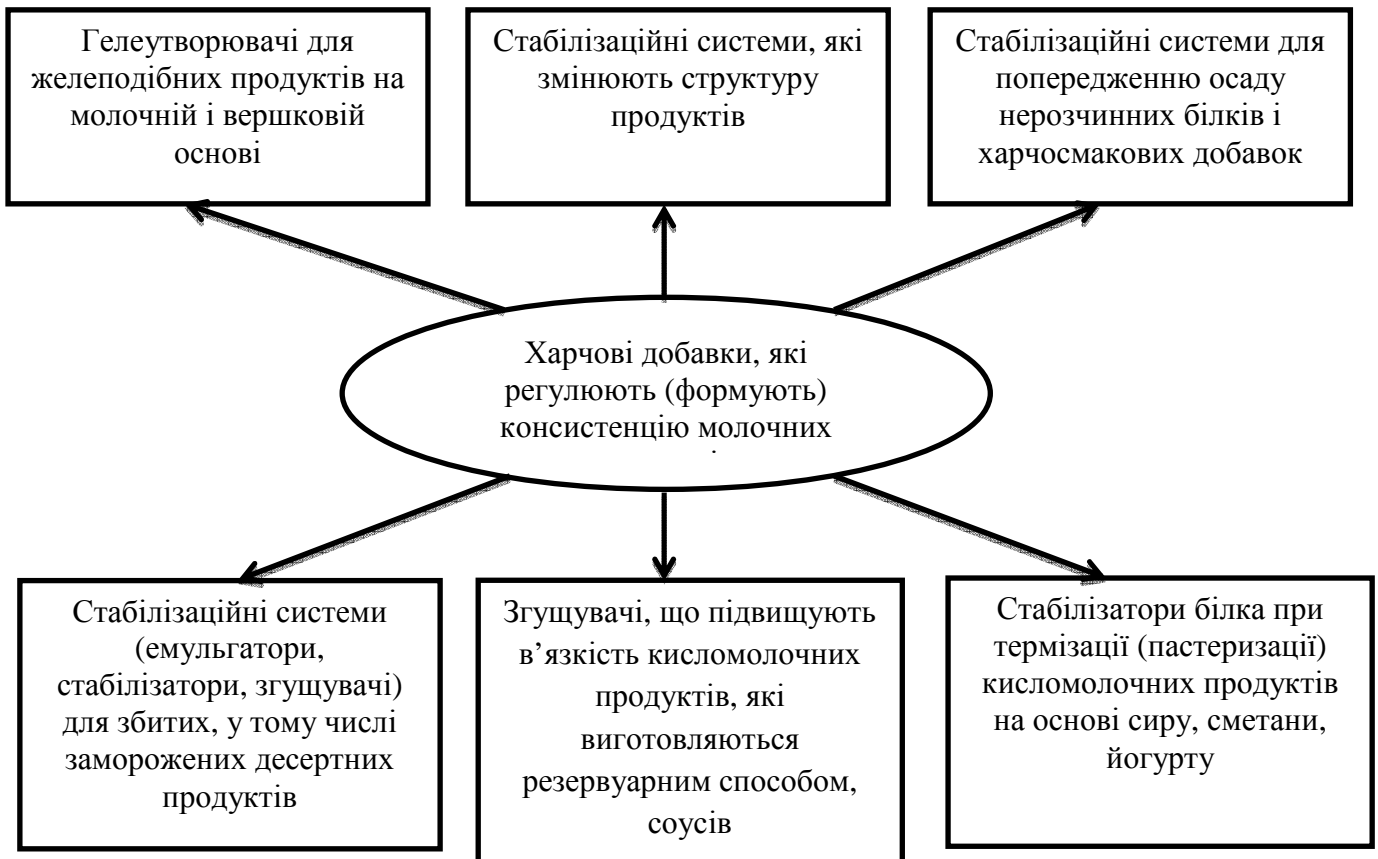 Гелеутворювачі для
желеподібних продуктів на
молочній і вершковій
основі
Стабілізаційні системи, які
змінюють структуру
продуктів
Стабілізаційні системи для
попередженню осаду
нерозчинних білків і
харчосмакових добавок
Харчові добавки, які
регулюють (формують)
консистенцію молочних
Стабілізаційні системи
(емульгатори,
стабілізатори, згущувачі)
для збитих, у тому числі
заморожених десертних
продуктів
Згущувачі, що підвищують
в’язкість кисломолочних
продуктів, які
виготовляються
резервуарним способом,
соусів
Стабілізатори білка при
термізації (пастеризації)
кисломолочних продуктів
на основі сиру, сметани,
йогурту